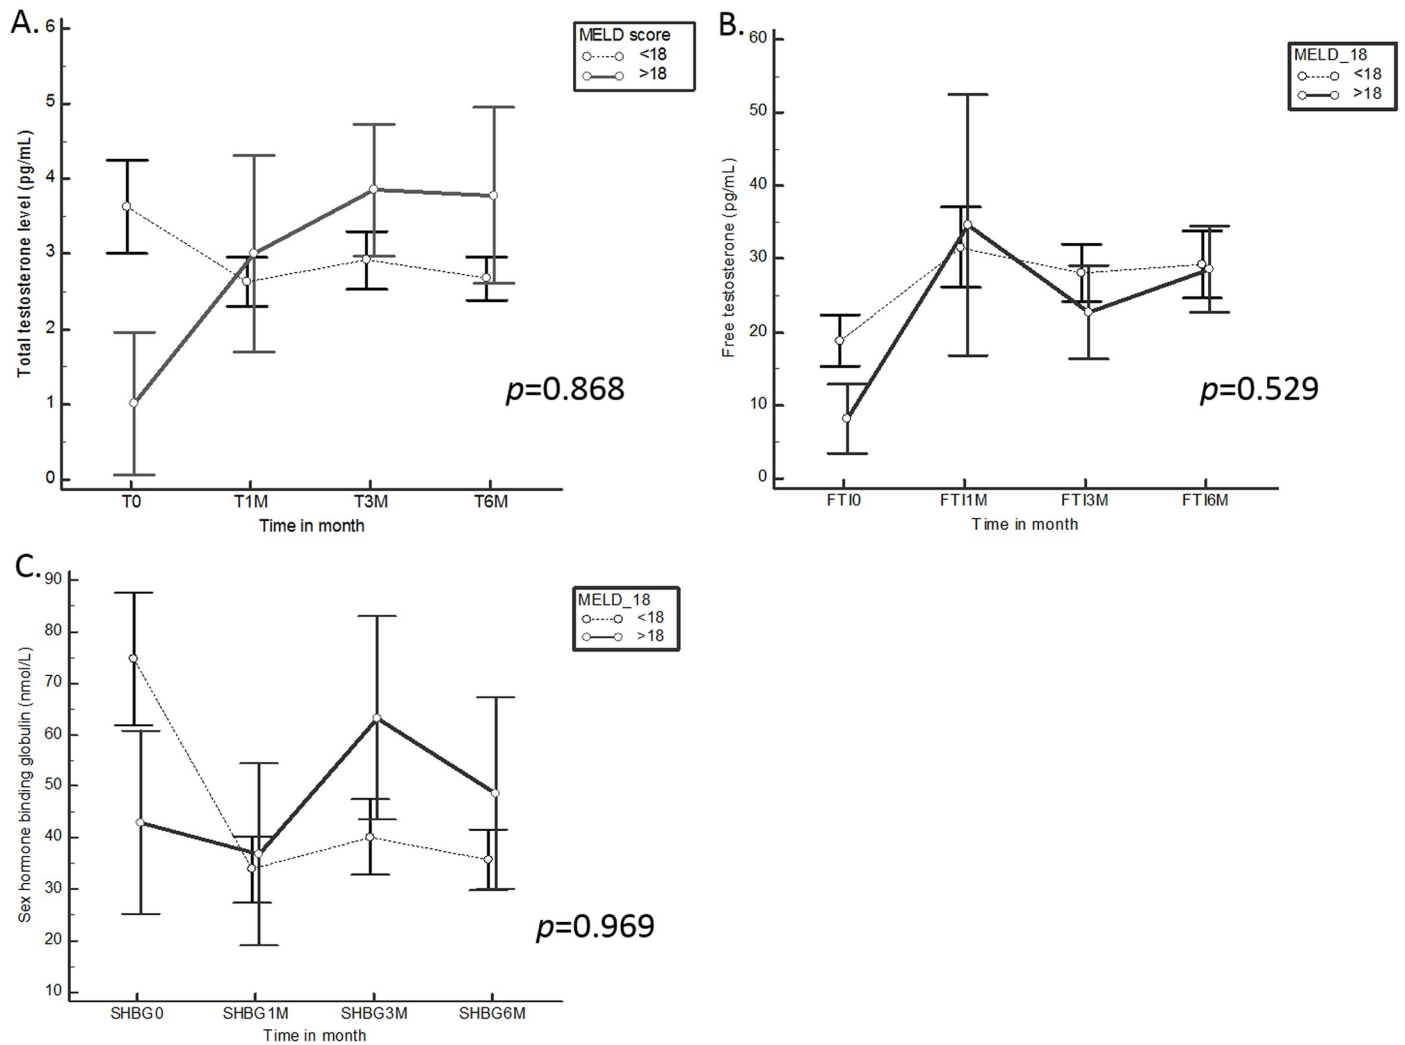 A.
MELD score
<18
>18
Total testosterone level (pg/mL)
6
5
4
3
2
1
0
p=0.868
T0 T1M T3M T6M
Time in month
B.
MELD_18
<18
>18
Free testosterone (pg/mL)
60
50
40
30
20
10
0
p=0.529
FTI0 FTI1M FTI3M FTI6M
Time in month
C.
MELD_18
<18
>18
Sex hormone binding globulin (nmol/L)
90
80
70
60
50
40
30
20
10
p=0.969
SHBG0 SHBG1M SHBG3M SHBG6M
Time in month